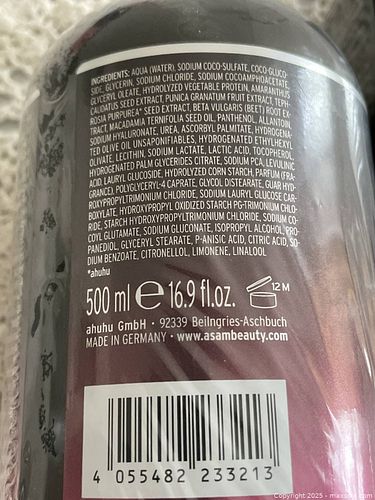 INGREDIENTS: AQUA (WATER), SODIUM COCO-SULFATE, COCO-GLUCO-
SIDE, GLYCERIN, SODIUM CHLORIDE, SODIUM COCOAMPHOACETATE,
GLYCERYL OLEATE, HYDROLYZED VEGETABLE PROTEIN, AMARANTHUS
CAUDATUS SEED EXTRACT, PUNICA GRANATUM FRUIT EXTRACT, TEPH-
ROSIA PURPUREA* SEED EXTRACT, BETA VULGARIS (BEET) ROOT EX-
TRACT, MACADAMIA TERNIFOLIA SEED OIL, PANTHENOL, ALLANTOIN,
SODIUM HYALURONATE, UREA, ASCORBYL PALMITATE, HYDROGENA-
TED OLIVE OIL UNSAPONIFIABLES, HYDROGENATED ETHYLHEXYL
OLIVATE, LECITHIN, SODIUM LACTATE, LACTIC ACID, TOCOPHEROL,
HYDROGENATED PALM GLYCERIDES CITRATE, SODIUM PCA, LEVULINIC
ACID, LAURYL GLUCOSIDE, HYDROLYZED CORN STARCH, PARFUM (FRA-
GRANCE), POLYGLYCERYL-4 CAPRATE, GLYCOL DISTEARATE, GUAR HYD-
ROXYPROPYLTRIMONIUM CHLORIDE, SODIUM LAURYL GLUCOSE CAR-
BOXYLATE, HYDROXYPROPYL OXIDIZED STARCH PG-TRIMONIUM CHLO-
RIDE, STARCH HYDROXYPROPYLTRIMONIUM CHLORIDE, SODIUM CO-
COYL GLUTAMATE, SODIUM GLUCONATE, ISOPROPYL ALCOHOL, PRO-
PANEDIOL, GLYCERYL STEARATE, P-ANISIC ACID, CITRIC ACID, SO-
DIUM BENZOATE, CITRONELLOL, LIMONENE, LINALOOL
*ahuhu
500 ml ℮ 16.9 fl.oz. 12 M
ahuhu GmbH · 92339 Beilngries-Aschbuch
MADE IN GERMANY · www.asambeauty.com
4 055482 233213
Copyright 2025 - max